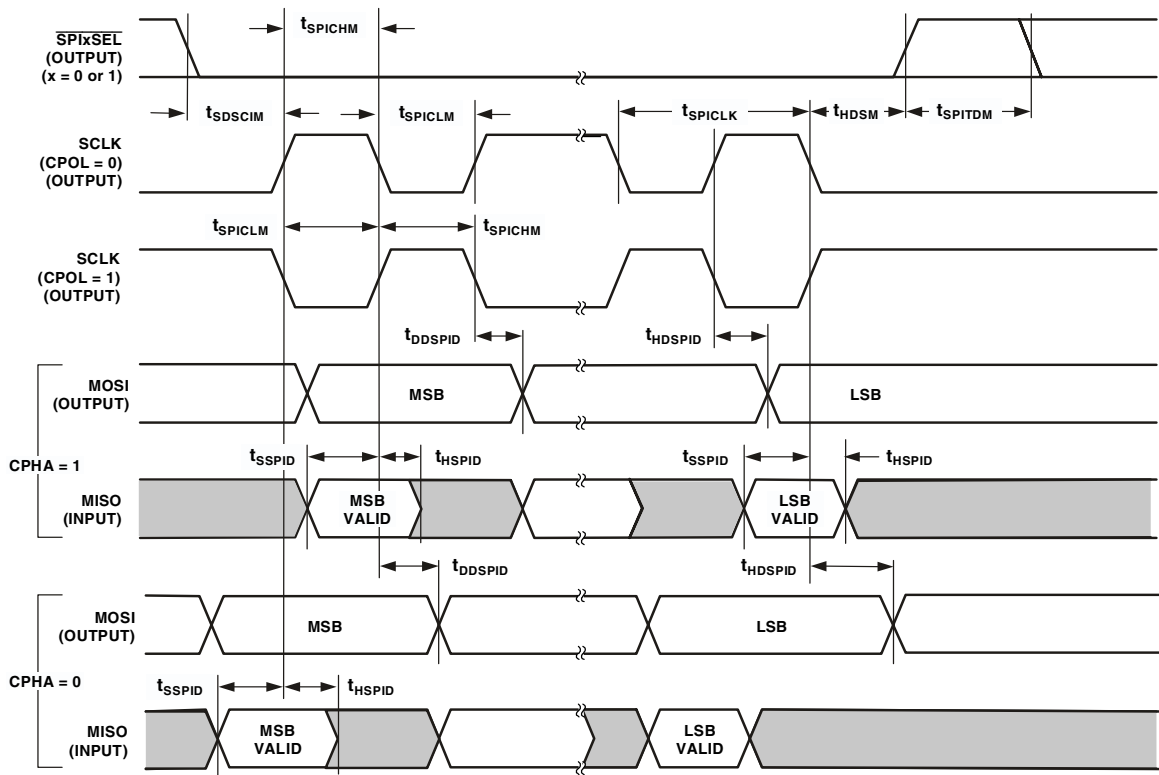 tSPICHM
SPIxSEL
(OUTPUT)
(x = 0 or 1)
tSDSCIM
tSPICLM
tSPICLK
tHDSM
tSPITDM
SCLK
(CPOL = 0)
(OUTPUT)
tSPICLM
tSPICHM
SCLK
(CPOL = 1)
(OUTPUT)
tDDSPID
tHDSPID
MOSI
(OUTPUT)
MSB
LSB
CPHA = 1
tSSPID
tHSPID
tSSPID
tHSPID
MISO
(INPUT)
MSB
VALID
LSB
VALID
tDDSPID
tHDSPID
MOSI
(OUTPUT)
MSB
LSB
CPHA = 0
tSSPID
tHSPID
MISO
(INPUT)
MSB
VALID
LSB
VALID